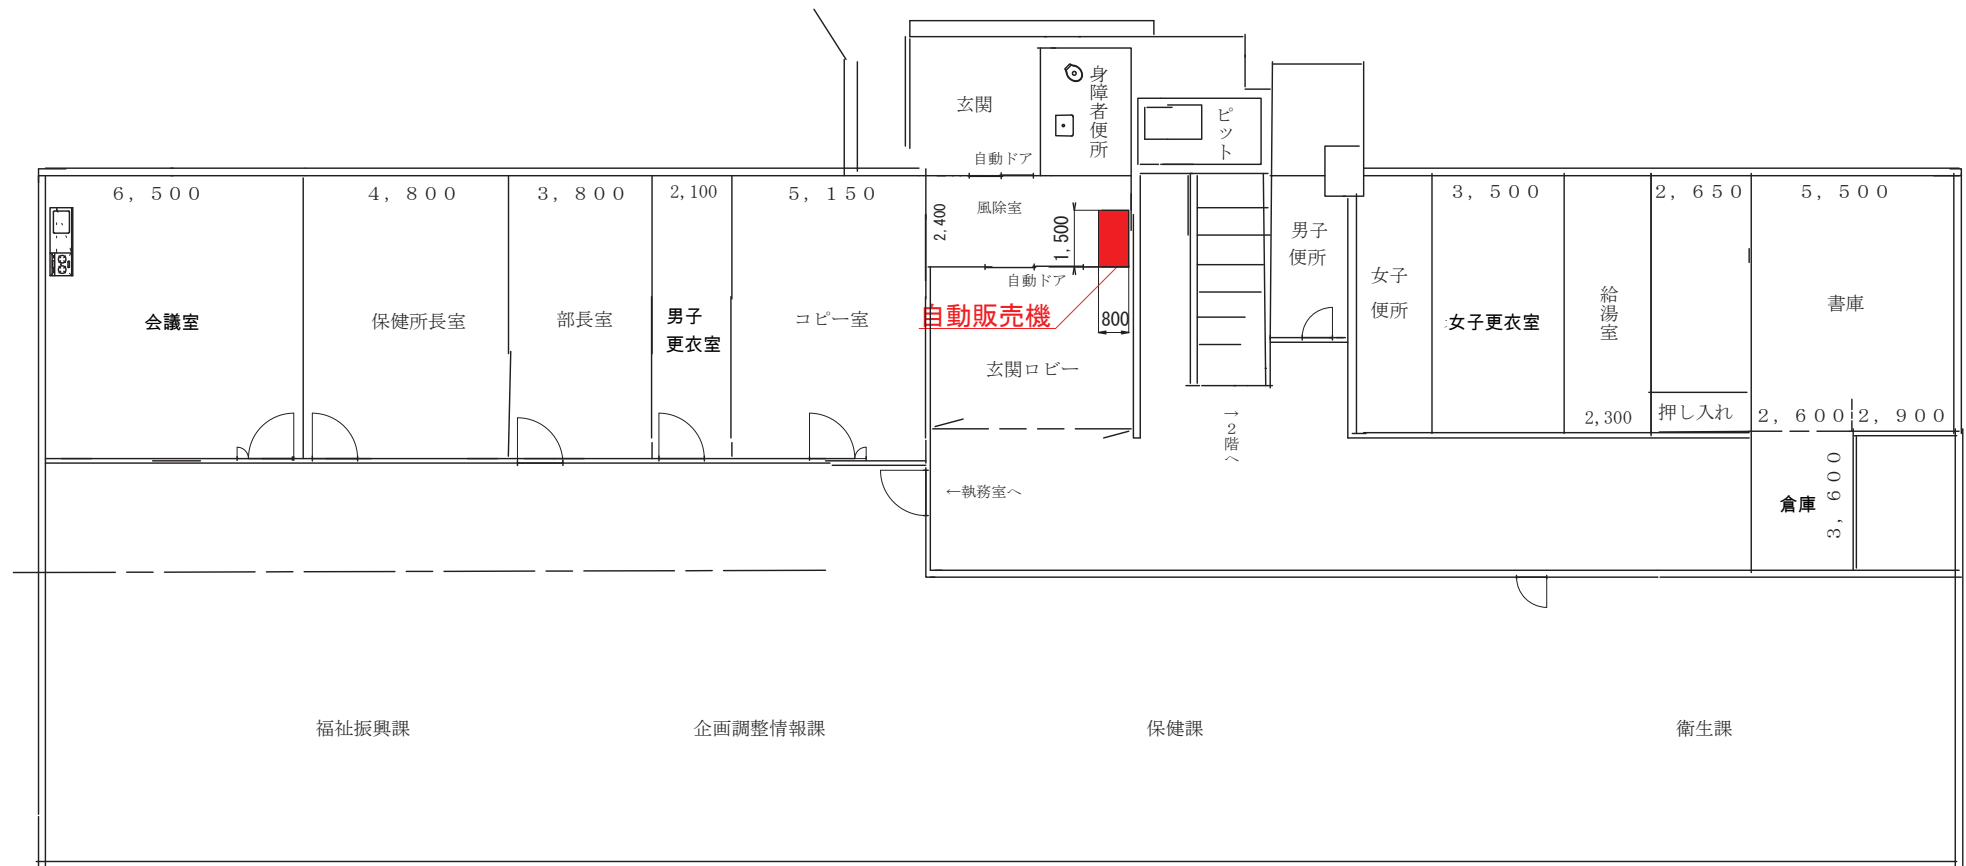 玄関
身障者便所
ピット
自動ドア
6,500
4,800
3,800
2,100
5,150
2,400
風除室
1,500
自動ドア
800
自動販売機
3,500
2,650
5,500
会議室
保健所長室
部長室
男子
更衣室
コピー室
玄関ロビー
男子
便所
女子
便所
女子更衣室
給湯室
書庫
2,300
押し入れ
2,600
2,900
→2階へ
←執務室へ
倉庫
3,600
福祉振興課
企画調整情報課
保健課
衛生課